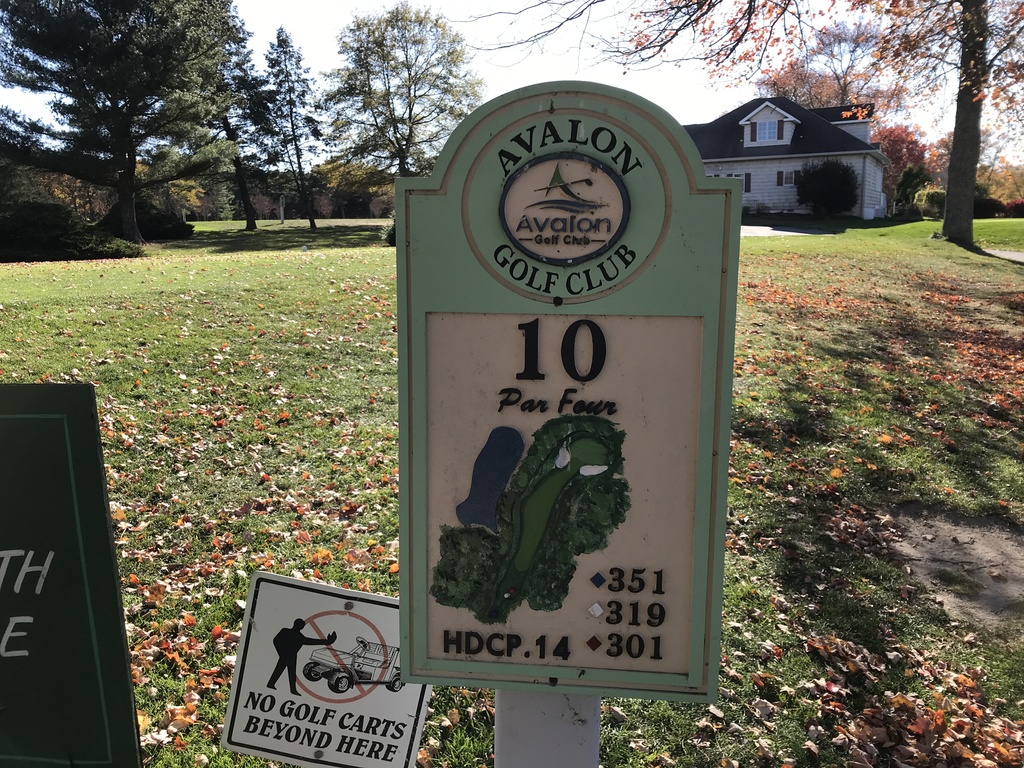 AVALON
Avalon
Golf Club
GOLF CLUB
10
Par Four
351
319
HDCP.14 301
NO GOLF CARTS
BEYOND HERE
TH
E